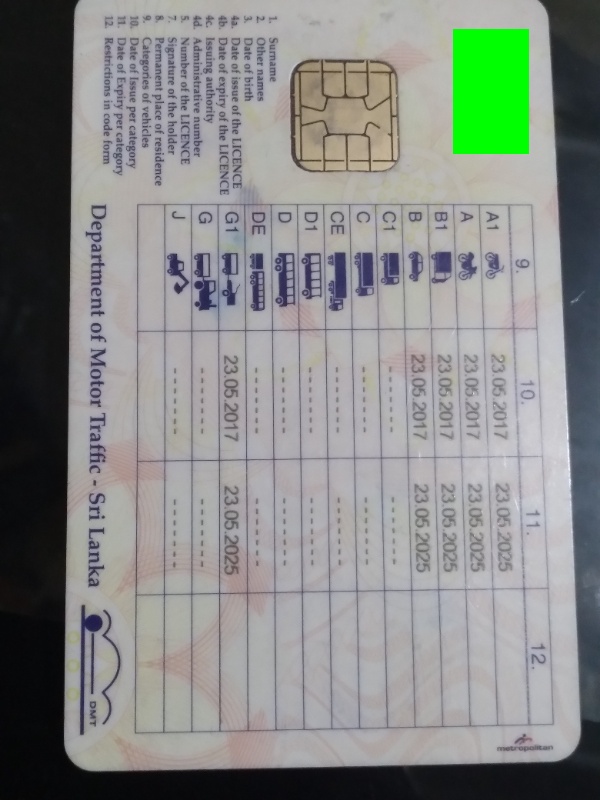 1. Surname
2. Other names
3. Date of birth
4a. Date of issue of the LICENCE
4b. Date of expiry of the LICENCE
4c. Issuing authority
4d. Administrative number
5. Number of the LICENCE
7. Signature of the holder
8. Permanent place of residence
9. Categories of vehicles
10. Date of Issue per category
11. Date of Expiry per category
12. Restrictions in code form
9. 10. 11. 12.
A1 23.05.2017 23.05.2025
A 23.05.2017 23.05.2025
B1 23.05.2017 23.05.2025
B 23.05.2017 23.05.2025
C1 - - - - - - - - - - - - - -
C - - - - - - - - - - - - - -
CE - - - - - - - - - - - - - -
D1 - - - - - - - - - - - - - -
D - - - - - - - - - - - - - -
DE - - - - - - - - - - - - - -
G1 23.05.2017 23.05.2025
G - - - - - - - - - - - - - -
J - - - - - - - - - - - - - -
Department of Motor Traffic - Sri Lanka
DMT
metropolitan